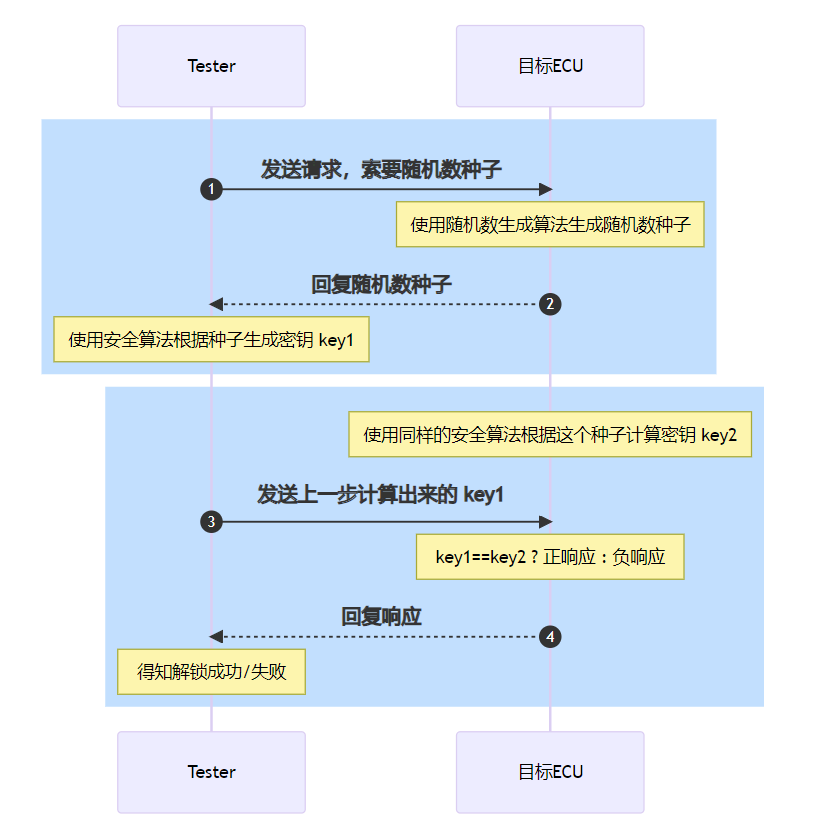 Tester
目标ECU
发送请求，索要随机数种子
1
使用随机数生成算法生成随机数种子
回复随机数种子
2
使用安全算法根据种子生成密钥 key1
使用同样的安全算法根据这个种子计算密钥 key2
发送上一步计算出来的 key1
3
key1==key2 ? 正响应 : 负响应
回复响应
4
得知解锁成功/失败
Tester
目标ECU